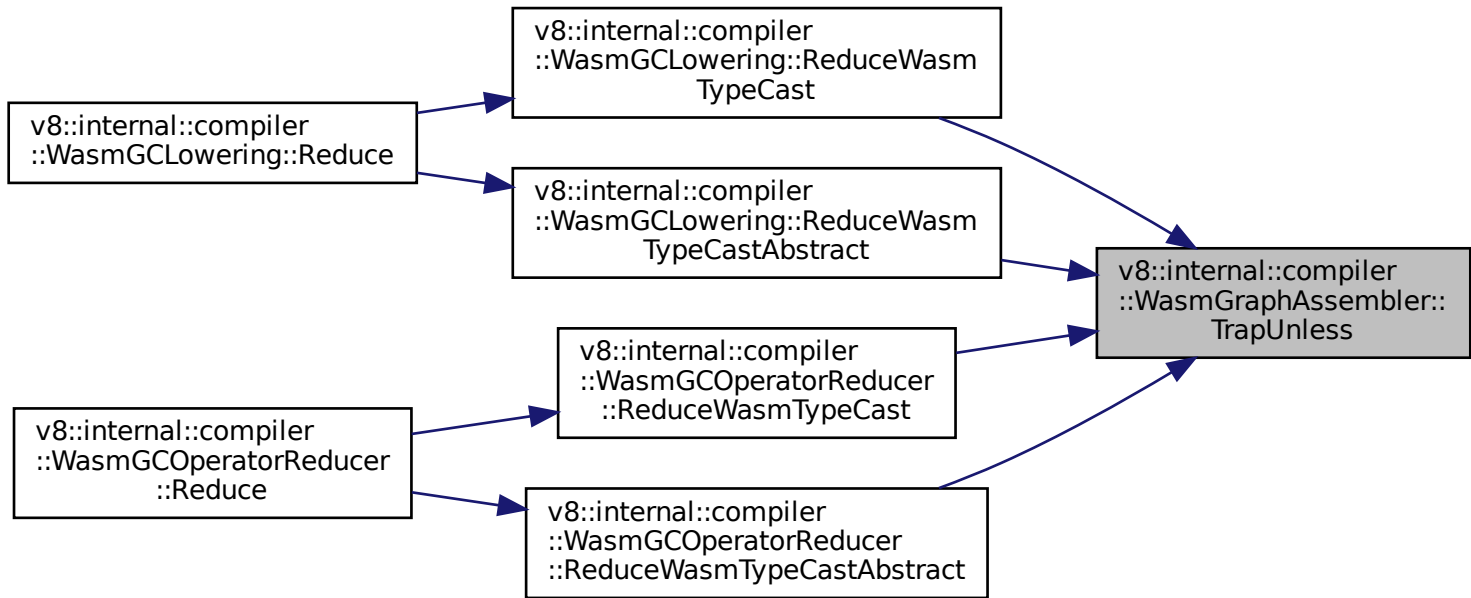 v8::internal::compiler
::WasmGCLowering::ReduceWasm
TypeCast
v8::internal::compiler
::WasmGCLowering::Reduce
v8::internal::compiler
::WasmGCLowering::ReduceWasm
TypeCastAbstract
v8::internal::compiler
::WasmGraphAssembler::
TrapUnless
v8::internal::compiler
::WasmGCOperatorReducer
::ReduceWasmTypeCast
v8::internal::compiler
::WasmGCOperatorReducer
::Reduce
v8::internal::compiler
::WasmGCOperatorReducer
::ReduceWasmTypeCastAbstract